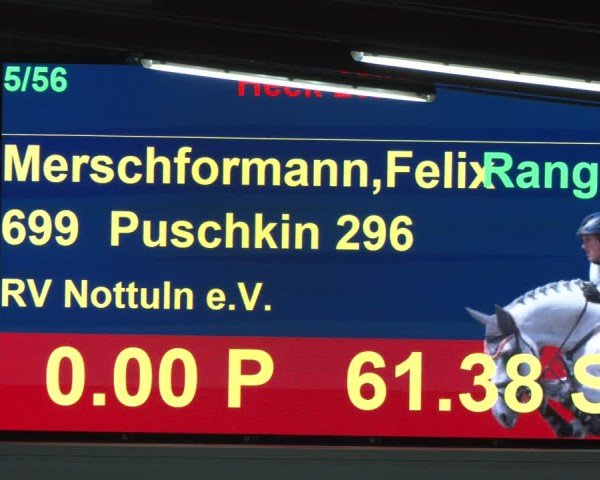 5/56
Merschformann,Felix Rang
699 Puschkin 296
RV Nottuln e.V.
0.00 P 61.38 S